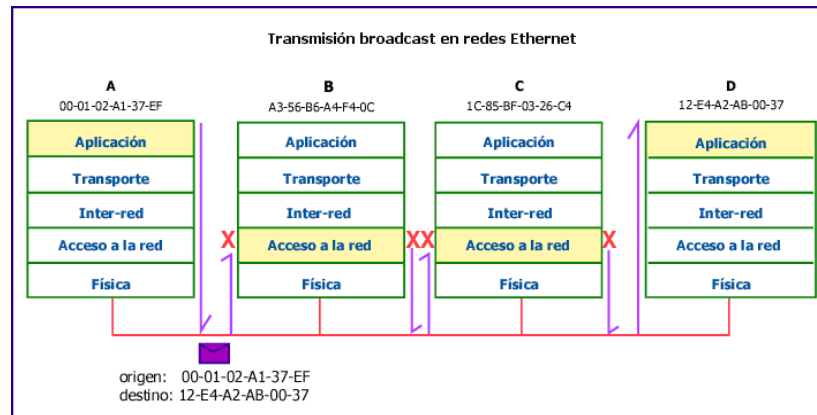 Transmisión broadcast en redes Ethernet
A B C D
00-01-02-A1-37-EF A3-56-B6-A4-F4-0C 1C-85-BF-03-26-C4 12-E4-A2-AB-00-37
Aplicación Aplicación Aplicación Aplicación
Transporte Transporte Transporte Transporte
Inter-red Inter-red Inter-red Inter-red
Acceso a la red X Acceso a la red XX Acceso a la red X Acceso a la red
Física Física Física Física
origen: 00-01-02-A1-37-EF
destino: 12-E4-A2-AB-00-37